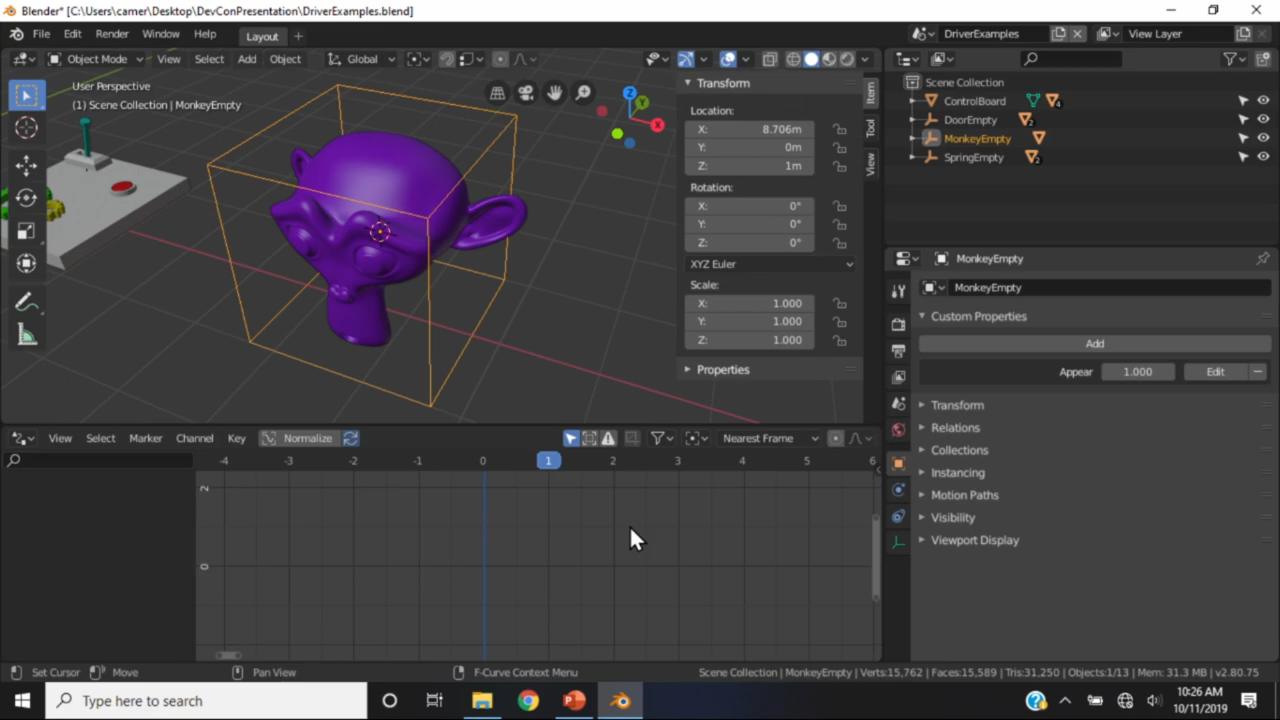 Blender* [C:\Users\camer\Desktop\DevConPresentation\DriverExamples.blend]
File Edit Render Window Help Layout +
DriverExamples View Layer
Object Mode View Select Add Object Global
User Perspective
(1) Scene Collection | MonkeyEmpty
Z
Y
X
Transform
Location:
X: 8.706m
Y: 0m
Z: 1m
Rotation:
X: 0°
Y: 0°
Z: 0°
XYZ Euler
Scale:
X: 1.000
Y: 1.000
Z: 1.000
Properties
Item
Tool
View
Scene Collection
ControlBoard 4
DoorEmpty 2
MonkeyEmpty
SpringEmpty 2
MonkeyEmpty
MonkeyEmpty
Custom Properties
Add
Appear 1.000 Edit
Transform
Relations
Collections
Instancing
Motion Paths
Visibility
Viewport Display
View Select Marker Channel Key Normalize Nearest Frame
-4 -3 -2 -1 0 1 2 3 4 5 6
2
0
Set Cursor Move Pan View F-Curve Context Menu Scene Collection | MonkeyEmpty | Verts:15,762 | Faces:15,589 | Tris:31,250 | Objects:1/13 | Mem: 31.3 MB | v2.80.75
Type here to search
10:26 AM
10/11/2019